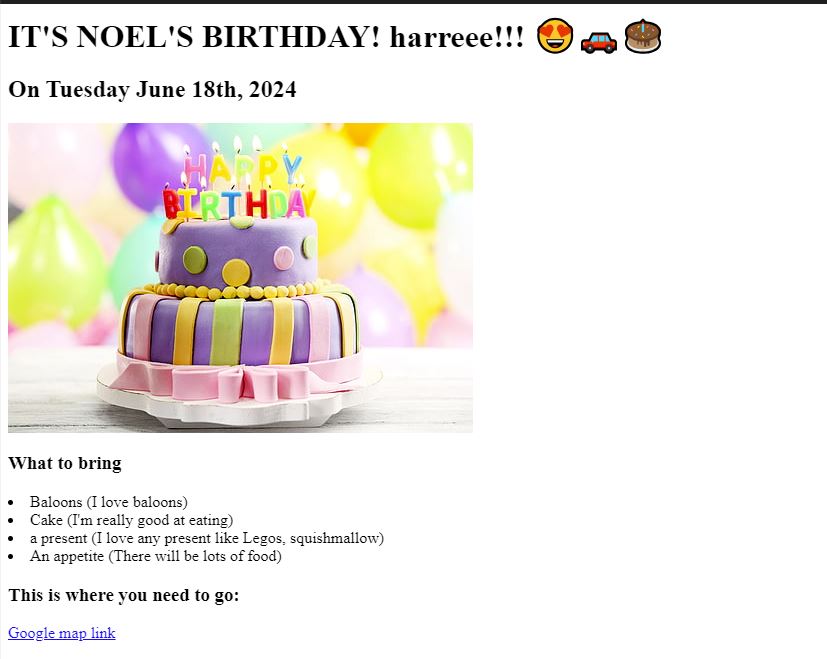 IT'S NOEL'S BIRTHDAY! harreee!!! 😍🚗🎂
On Tuesday June 18th, 2024
HAPPY
BIRTHDAY
What to bring
• Baloons (I love baloons)
• Cake (I'm really good at eating)
• a present (I love any present like Legos, squishmallow)
• An appetite (There will be lots of food)
This is where you need to go:
Google map link